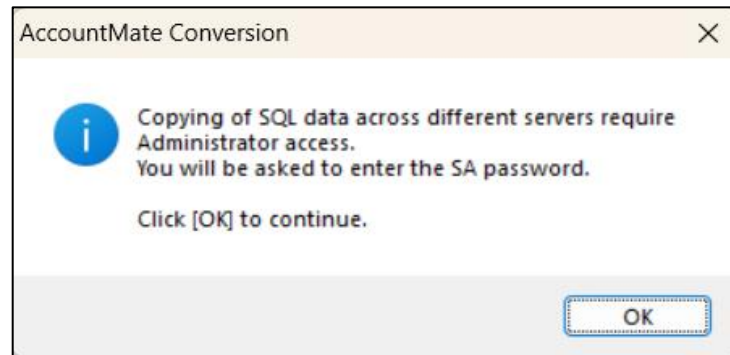 AccountMate Conversion
Copying of SQL data across different servers require
Administrator access.
You will be asked to enter the SA password.
Click [OK] to continue.
OK